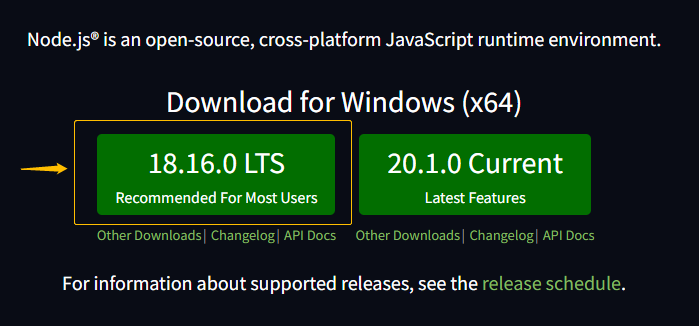 Node.js® is an open-source, cross-platform JavaScript runtime environment.
Download for Windows (x64)
18.16.0 LTS
Recommended For Most Users
20.1.0 Current
Latest Features
Other Downloads| Changelog| API Docs
Other Downloads| Changelog| API Docs
For information about supported releases, see the release schedule.